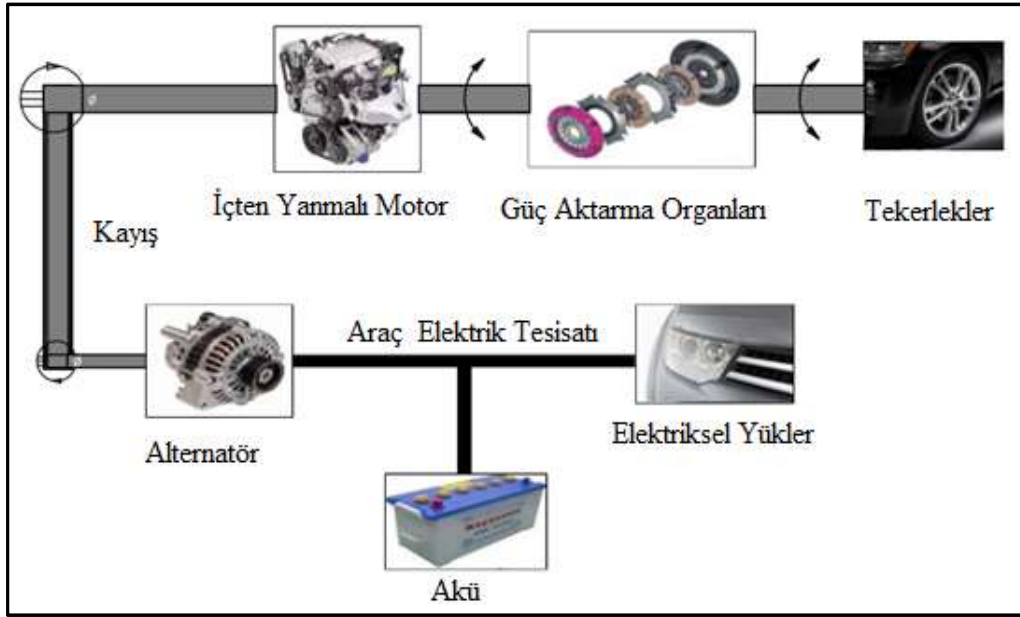 İçten Yanmalı Motor
Güç Aktarma Organları
Tekerlekler
Kayış
Araç Elektrik Tesisatı
Alternatör
Elektriksel Yükler
Akü